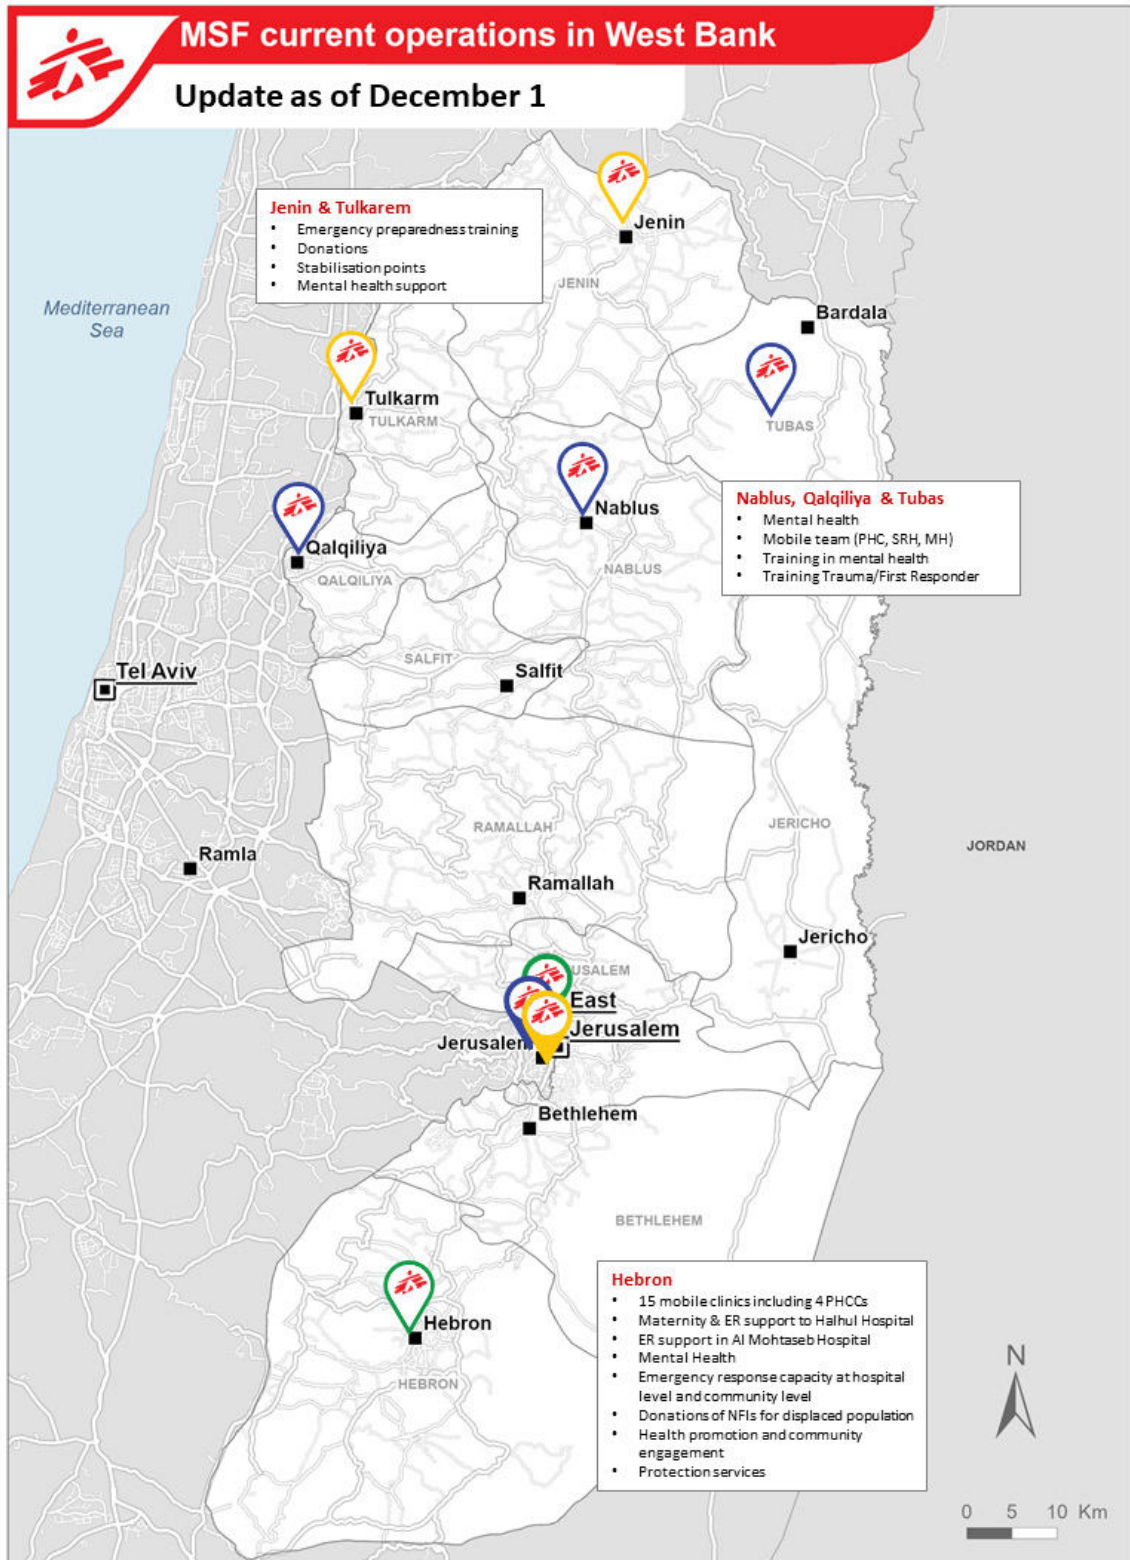 MSF current operations in West Bank
Update as of December 1
Jenin & Tulkarem
• Emergency preparedness training
• Donations
• Stabilisation points
• Mental health support
Jenin
JENIN
Mediterranean
Sea
Bardala
Tulkarm
TULKARM
TUBAS
Nablus, Qalqiliya & Tubas
• Mental health
• Mobile team (PHC, SRH, MH)
• Training in mental health
• Training Trauma/First Responder
Nablus
NABLUS
Qalqiliya
QALQILIYA
SALFIT
Salfit
Tel Aviv
RAMALLAH
JERICHO
JORDAN
Ramla
Ramallah
Jericho
USALEM
East
Jerusalem
Jerusalem
Bethlehem
BETHLEHEM
Hebron
HEBRON
Hebron
• 15 mobile clinics including 4 PHCCs
• Maternity & ER support to Halhul Hospital
• ER support in Al Mohtaseb Hospital
• Mental Health
• Emergency response capacity at hospital
level and community level
• Donations of NFIs for displaced population
• Health promotion and community
engagement
• Protection services
N
0 5 10 Km